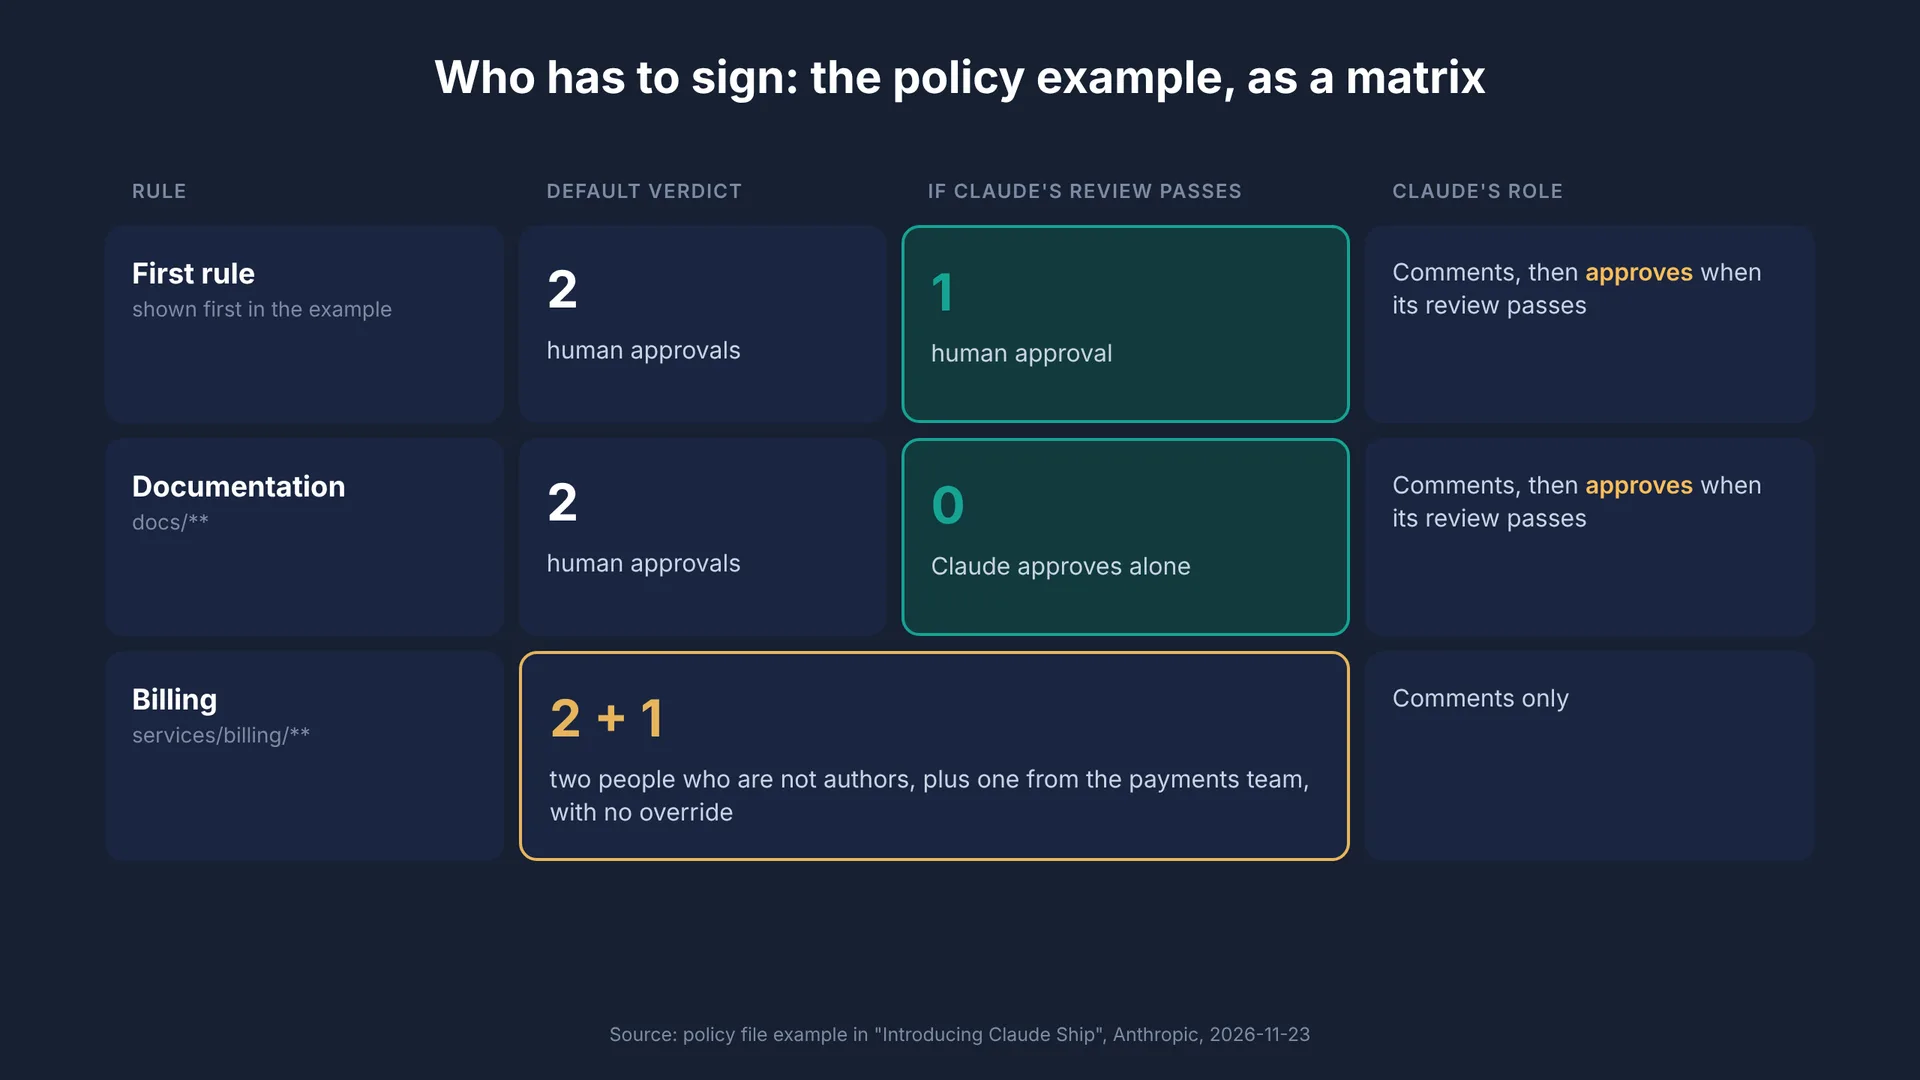 Who has to sign: the policy example, as a matrix
RULE
DEFAULT VERDICT
IF CLAUDE'S REVIEW PASSES
CLAUDE'S ROLE
First rule
shown first in the example
2
human approvals
1
human approval
Comments, then approves when
its review passes
Documentation
docs/**
2
human approvals
0
Claude approves alone
Comments, then approves when
its review passes
Billing
services/billing/**
2 + 1
two people who are not authors, plus one from the payments team,
with no override
Comments only
Source: policy file example in "Introducing Claude Ship", Anthropic, 2026-11-23